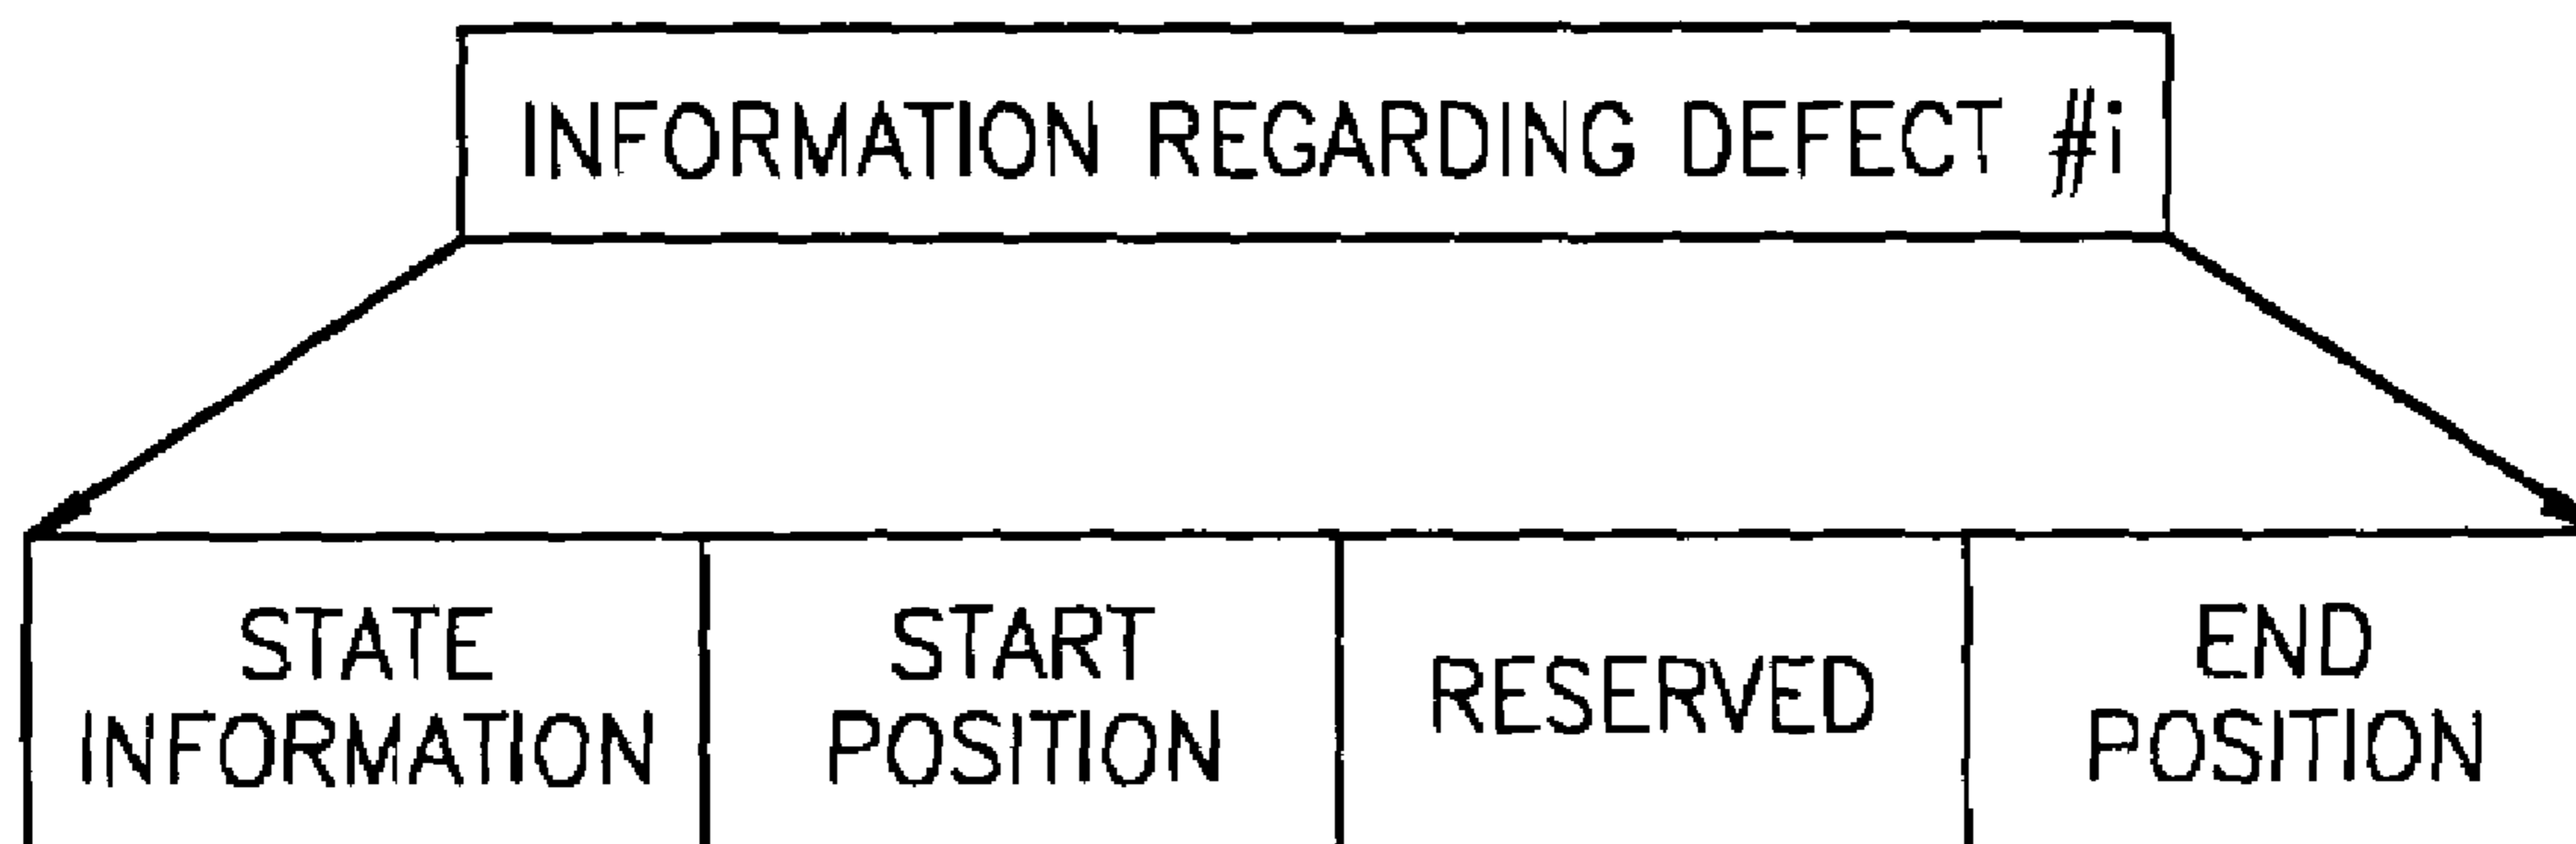 INFORMATION REGARDING DEFECT #i
STATE
INFORMATION
START
POSITION
RESERVED
END
POSITION